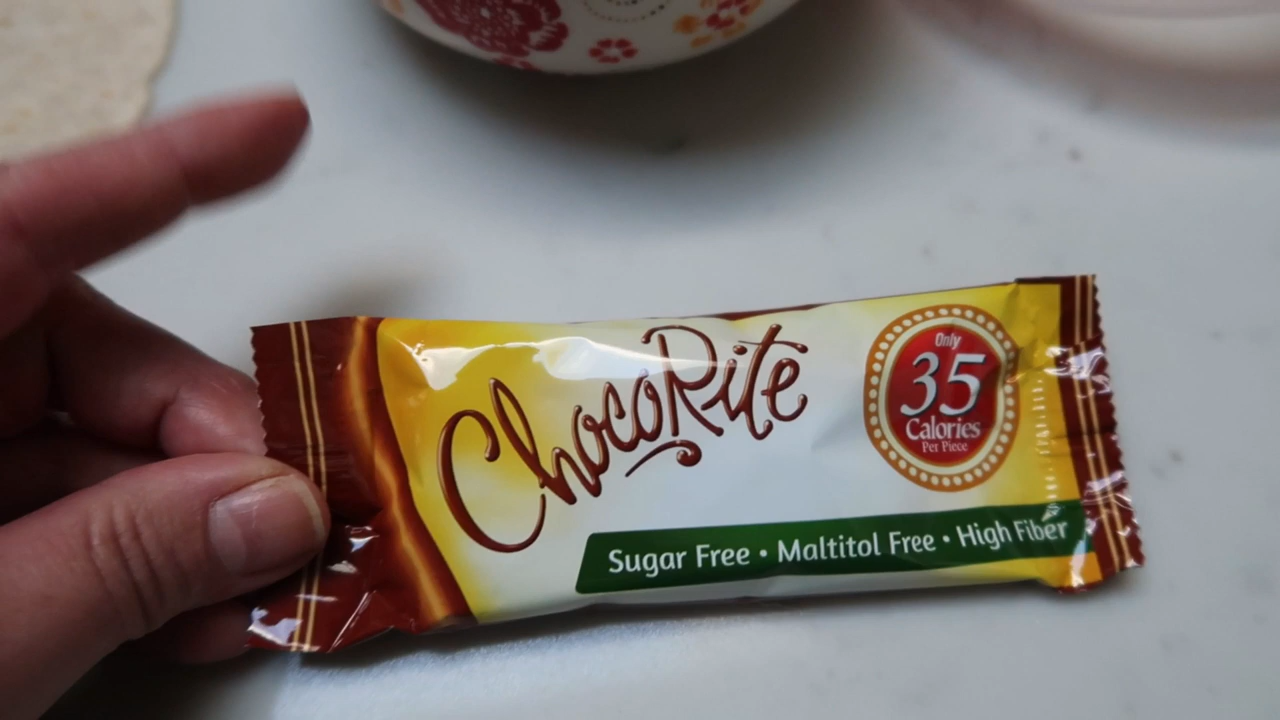 ChocoRite
Only
35
Calories
Per Piece
Sugar Free • Maltitol Free • High Fiber